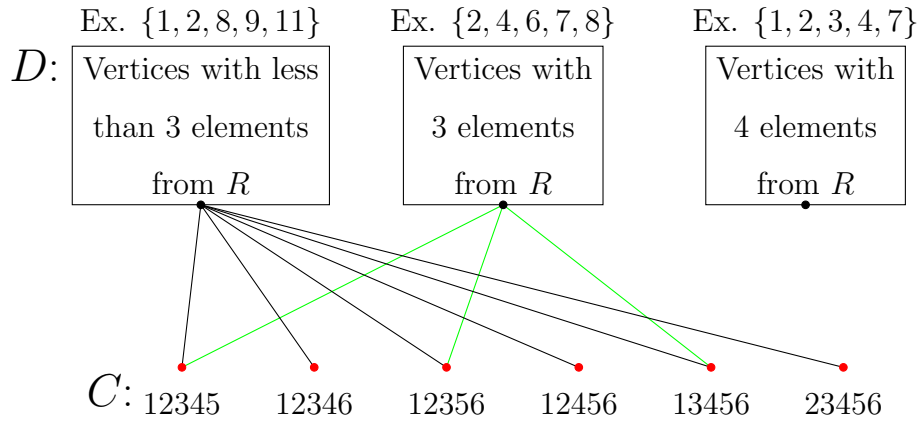 Ex. {1, 2, 8, 9, 11}
Ex. {2, 4, 6, 7, 8}
Ex. {1, 2, 3, 4, 7}
D:
Vertices with less
than 3 elements
from R
Vertices with
3 elements
from R
Vertices with
4 elements
from R
C:
12345
12346
12356
12456
13456
23456